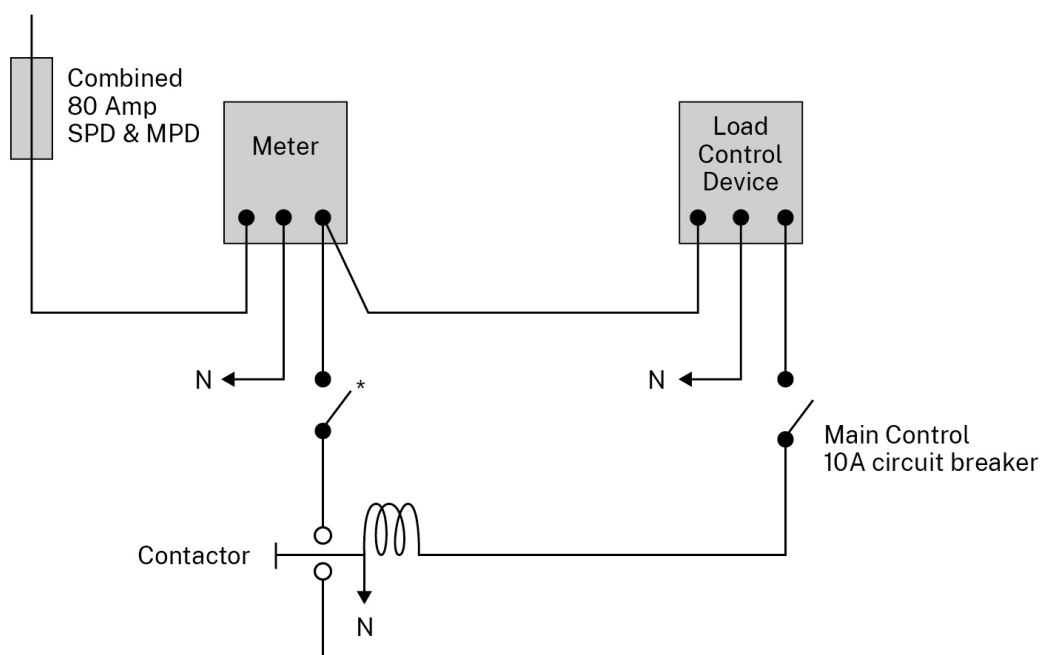 Combined
80 Amp
SPD & MPD
Meter
Load
Control
Device
N
*
N
Main Control
10A circuit breaker
Contactor
N